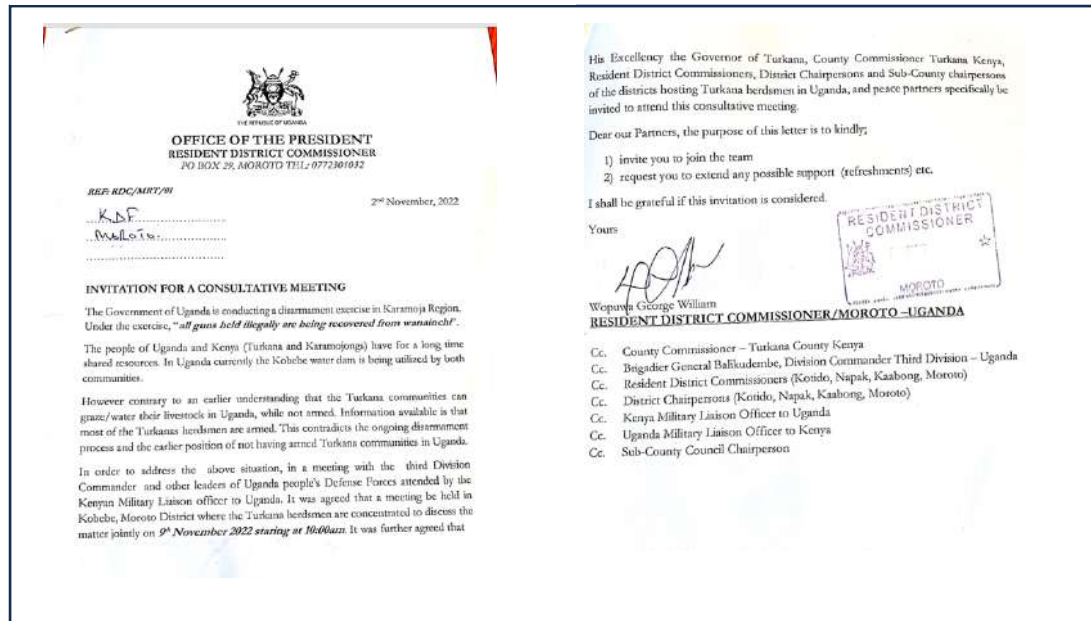 THE REPUBLIC OF UGANDA
OFFICE OF THE PRESIDENT
RESIDENT DISTRICT COMMISSIONER
PO BOX 29, MOROTO TEL: 0772301032
REF: RDC/MRT/01
2nd November, 2022
KDF
MOROTO.
INVITATION FOR A CONSULTATIVE MEETING
The Government of Uganda is conducting a disarmament exercise in Karamoja Region.
Under the exercise, "all guns held illegally are being recovered from wanainchi".
The people of Uganda and Kenya (Turkana and Karamojongs) have for a long time
shared resources. In Uganda currently the Kobebe water dam is being utilized by both
communities.
However contrary to an earlier understanding that the Turkana communities can
graze/water their livestock in Uganda, while not armed. Information available is that
most of the Turkanas herdsmen are armed. This contradicts the ongoing disarmament
process and the earlier position of not having armed Turkana communities in Uganda.
In order to address the above situation, in a meeting with the third Division
Commander and other leaders of Uganda people's Defense Forces attended by the
Kenyan Military Liaison officer to Uganda. It was agreed that a meeting be held in
Kobebe, Moroto District where the Turkana herdsmen are concentrated to discuss the
matter jointly on 9th November 2022 staring at 10:00am. It was further agreed that
His Excellency the Governor of Turkana, County Commissioner Turkana Kenya,
Resident District Commissioners, District Chairpersons and Sub-County chairpersons
of the districts hosting Turkana herdsmen in Uganda, and peace partners specifically be
invited to attend this consultative meeting.
Dear our Partners, the purpose of this letter is to kindly;
1) invite you to join the team
2) request you to extend any possible support (refreshments) etc.
I shall be grateful if this invitation is considered.
Yours
RESIDENT DISTRICT
COMMISSIONER
MOROTO
Wopuwa George William
RESIDENT DISTRICT COMMISSIONER/MOROTO –UGANDA
Cc. County Commissioner – Turkana County Kenya
Cc. Brigadier General Balikudembe, Division Commander Third Division – Uganda
Cc. Resident District Commissioners (Kotido, Napak, Kaabong, Moroto)
Cc. District Chairpersons (Kotido, Napak, Kaabong, Moroto)
Cc. Kenya Military Liaison Officer to Uganda
Cc. Uganda Military Liaison Officer to Kenya
Cc. Sub-County Council Chairperson